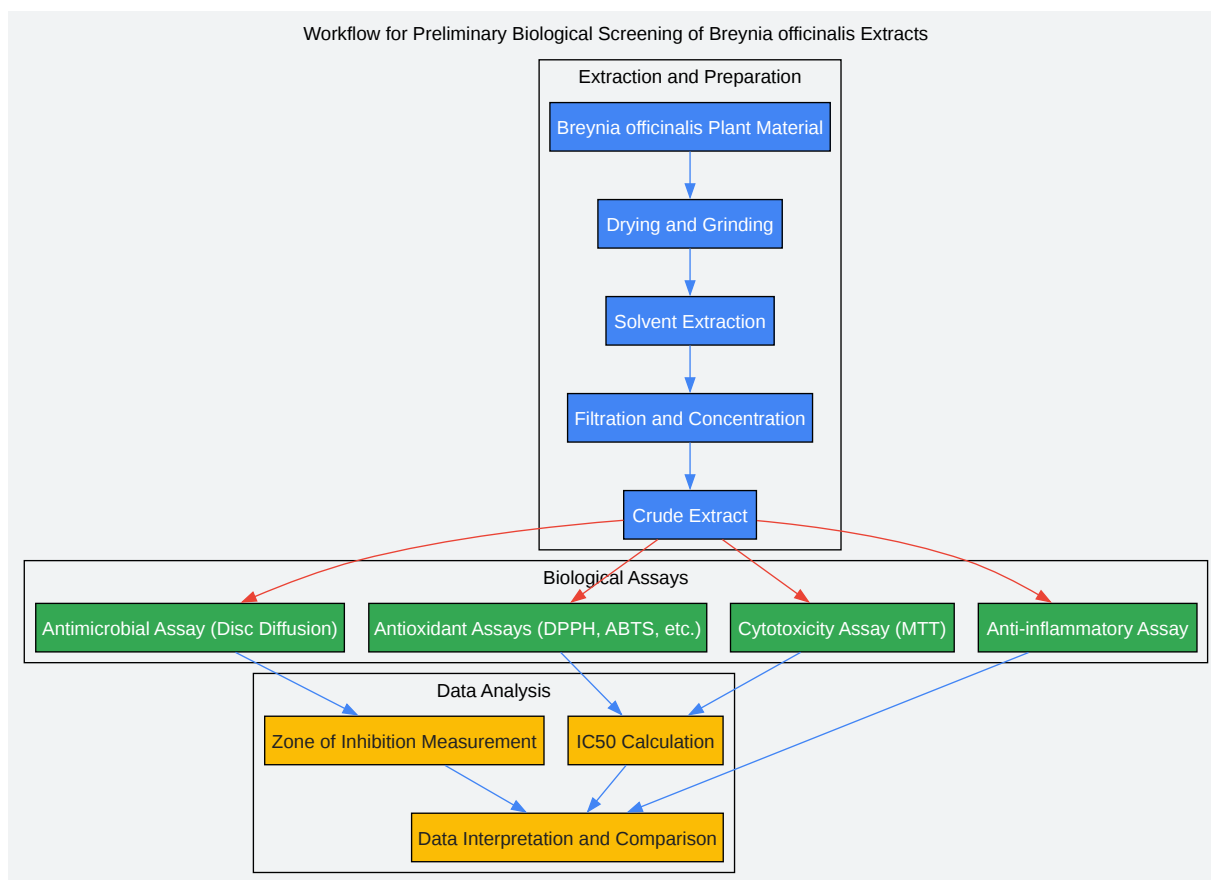 Workflow for Preliminary Biological Screening of Breynia officinalis Extracts
Extraction and Preparation
Breynia officinalis Plant Material
Drying and Grinding
Solvent Extraction
Filtration and Concentration
Crude Extract
Biological Assays
Antimicrobial Assay (Disc Diffusion)
Antioxidant Assays (DPPH, ABTS, etc.)
Cytotoxicity Assay (MTT)
Anti-inflammatory Assay
Data Analysis
Zone of Inhibition Measurement
IC50 Calculation
Data Interpretation and Comparison